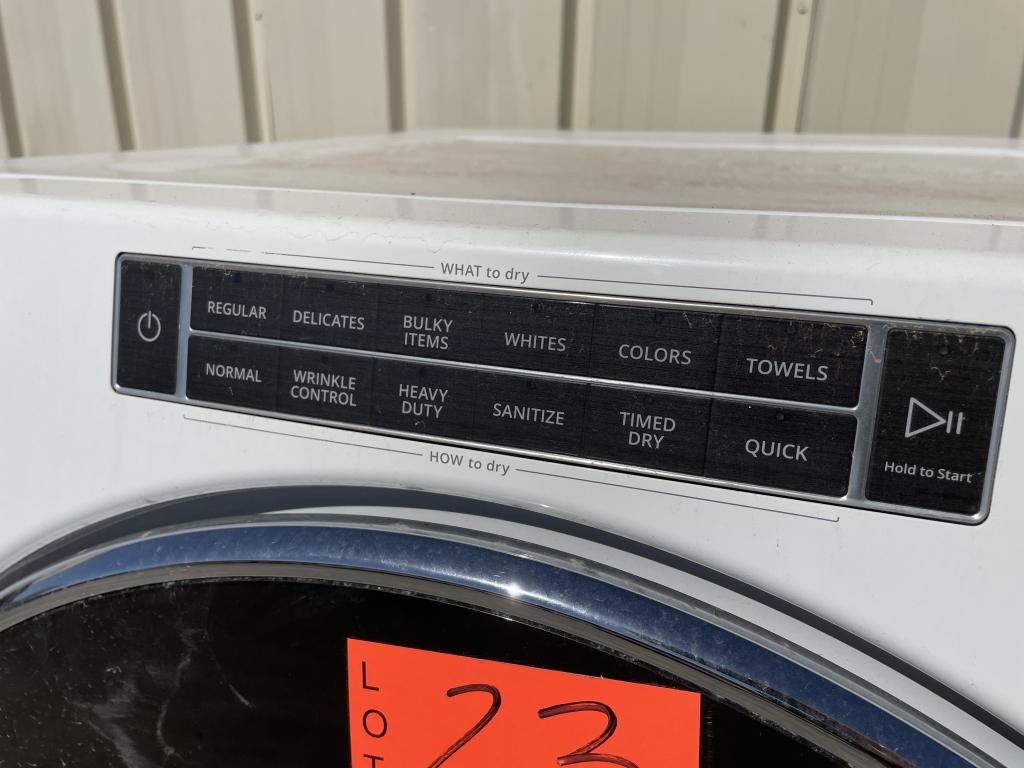 WHAT to dry
REGULAR
DELICATES
BULKY
ITEMS
WHITES
COLORS
TOWELS
NORMAL
WRINKLE
CONTROL
HEAVY
DUTY
SANITIZE
TIMED
DRY
QUICK
Hold to Start
HOW to dry
LOT
23